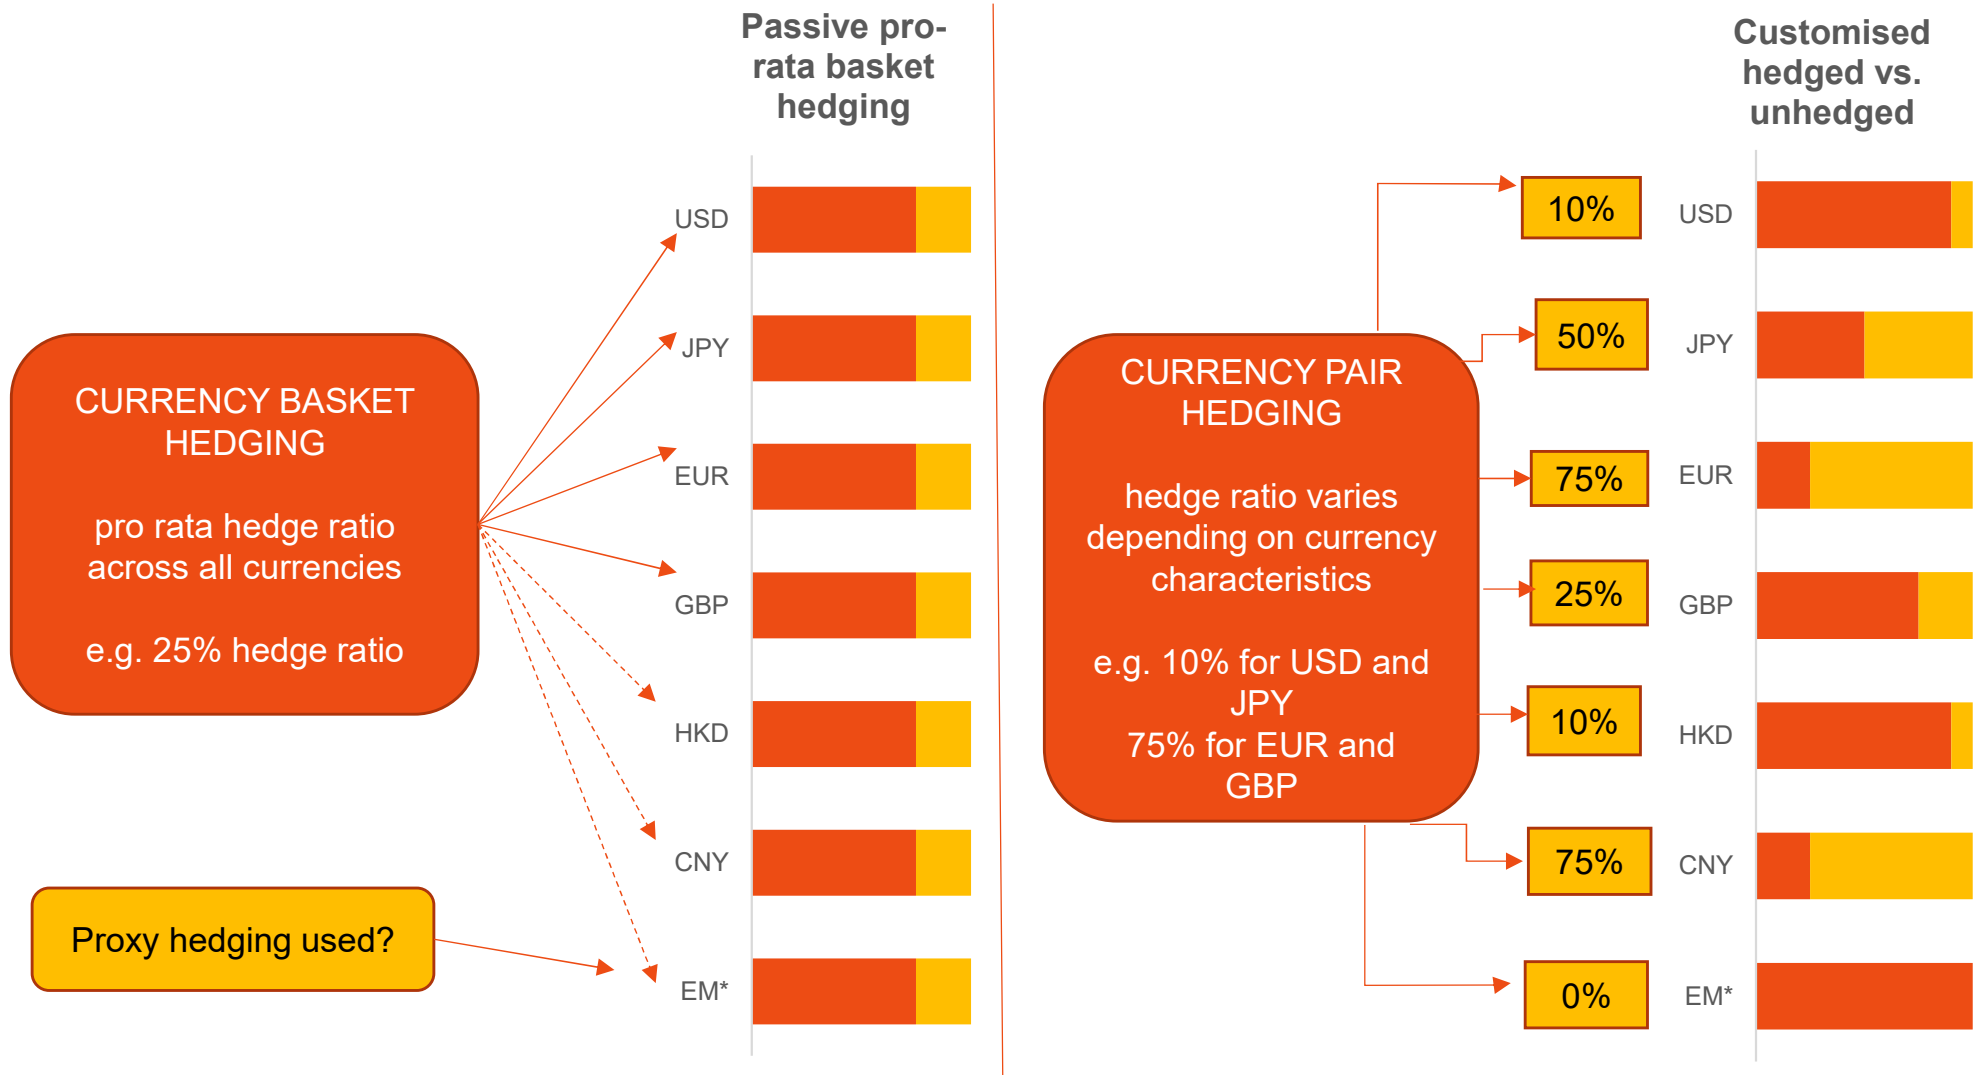 Passive pro-
rata basket
hedging
CURRENCY BASKET
HEDGING
pro rata hedge ratio
across all currencies
e.g. 25% hedge ratio
Proxy hedging used?
USD
JPY
EUR
GBP
HKD
CNY
EM*
Customised
hedged vs.
unhedged
CURRENCY PAIR
HEDGING
hedge ratio varies
depending on currency
characteristics
e.g. 10% for USD and
JPY
75% for EUR and
GBP
10% USD
50% JPY
75% EUR
25% GBP
10% HKD
75% CNY
0% EM*